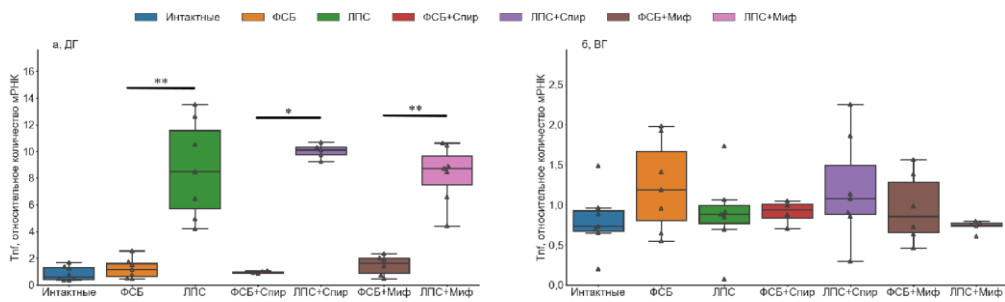 Интактные ФСБ ЛПС ФСБ+Спир ЛПС+Спир ФСБ+Миф ЛПС+Миф
а, ДГ
Tnf, относительное количество мРНК
16
14
12
10
8
6
4
2
0
**
*
**
Интактные ФСБ ЛПС ФСБ+Спир ЛПС+Спир ФСБ+Миф ЛПС+Миф
б, ВГ
Tnf, относительное количество мРНК
2,5
2,0
1,5
1,0
0,5
0,0
Интактные ФСБ ЛПС ФСБ+Спир ЛПС+Спир ФСБ+Миф ЛПС+Миф